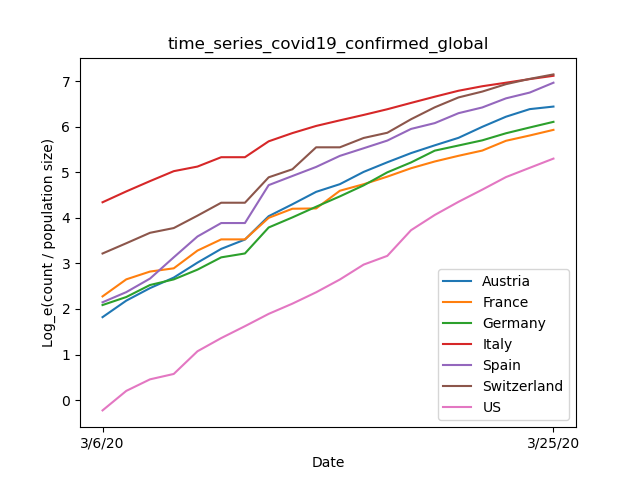 time_series_covid19_confirmed_global
Log_e(count / population size)
7
6
5
4
3
2
1
0
Austria
France
Germany
Italy
Spain
Switzerland
US
3/6/20
3/25/20
Date